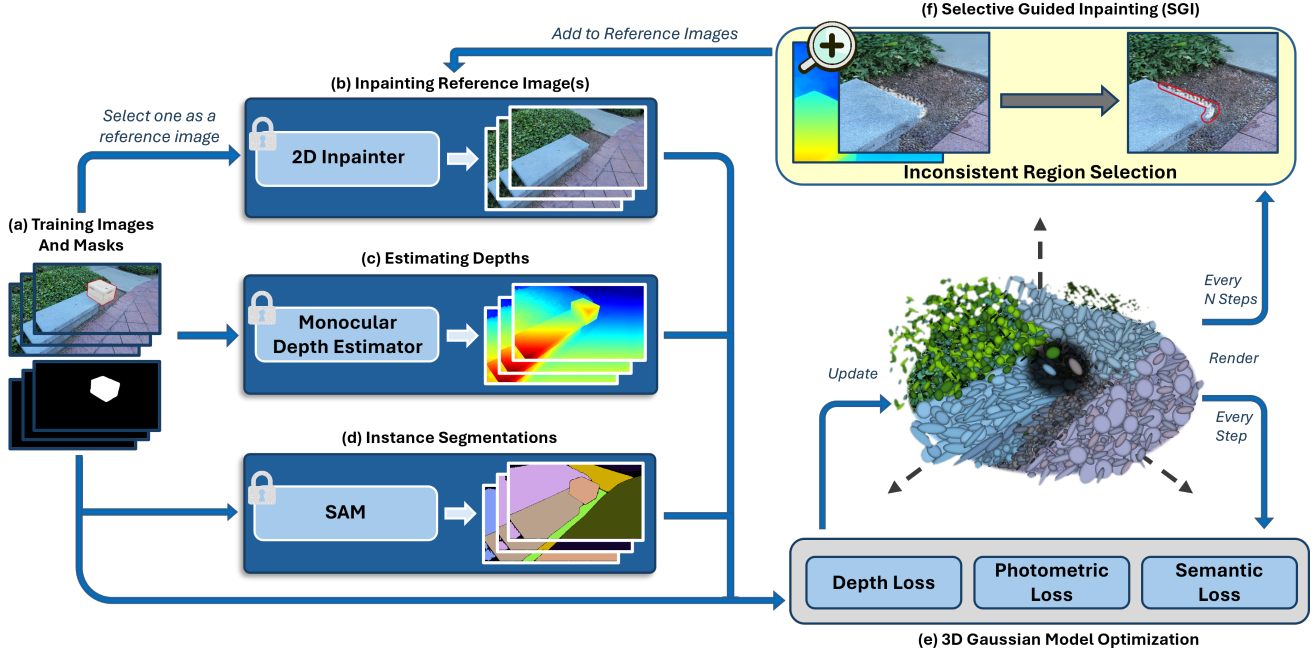 (f) Selective Guided Inpainting (SGI)
Add to Reference Images
(b) Inpainting Reference Image(s)
Select one as a
reference image
2D Inpainter
Inconsistent Region Selection
(a) Training Images
And Masks
(c) Estimating Depths
Monocular
Depth Estimator
Every
N Steps
Render
Update
Every
Step
(d) Instance Segmentations
SAM
Depth Loss
Photometric
Loss
Semantic
Loss
(e) 3D Gaussian Model Optimization